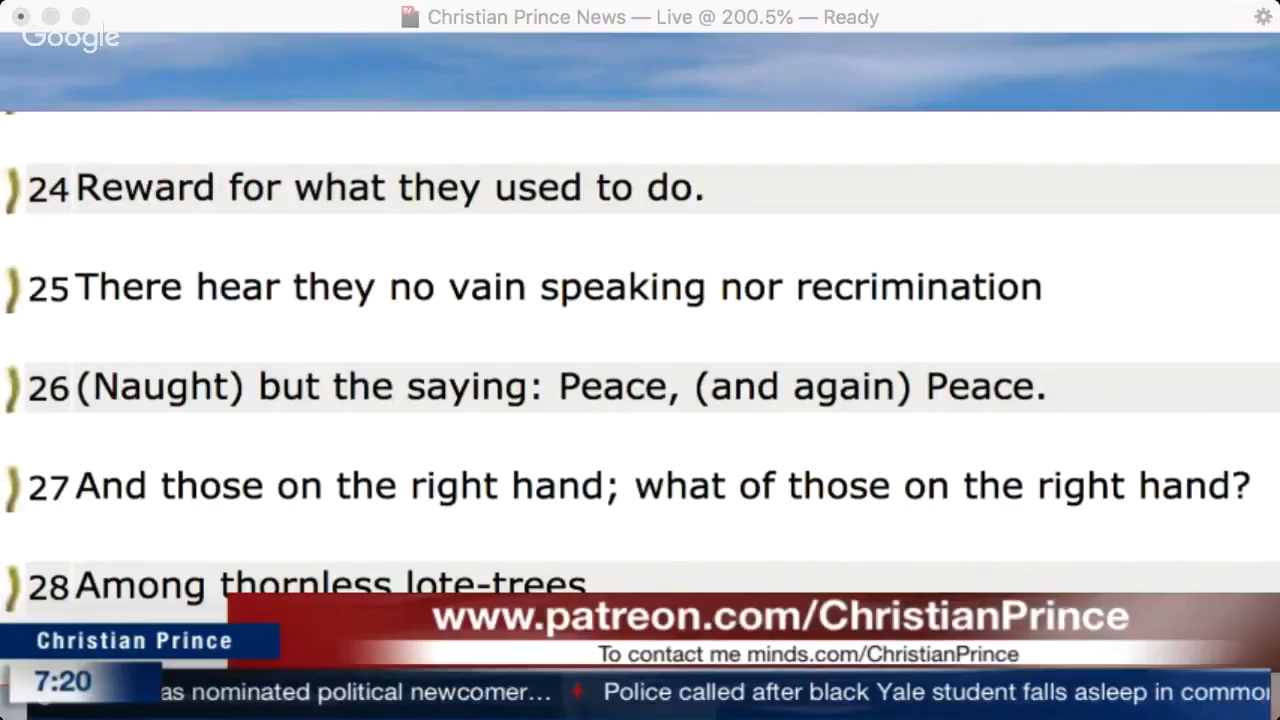 Christian Prince News — Live @ 200.5% — Ready
Google
24 Reward for what they used to do.
25 There hear they no vain speaking nor recrimination
26 (Naught) but the saying: Peace, (and again) Peace.
27 And those on the right hand; what of those on the right hand?
28 Among thornless lote-trees
www.patreon.com/ChristianPrince
Christian Prince
To contact me minds.com/ChristianPrince
7:20
as nominated political newcomer... Police called after black Yale student falls asleep in common